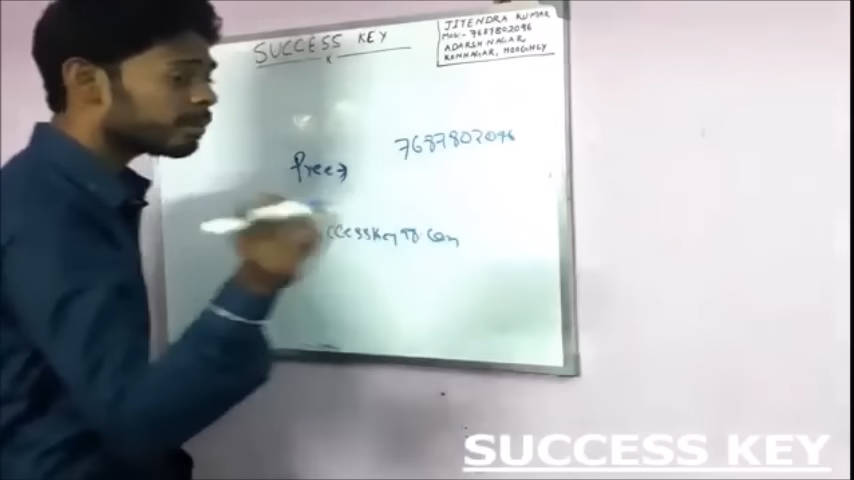 SUCCESS KEY
JITENDRA KUMAR
MOB:- 7687802096
ADARSH NAGAR,
KONNAGAR, HOOGHLY
7687802096
Free
SUCCESS KEY